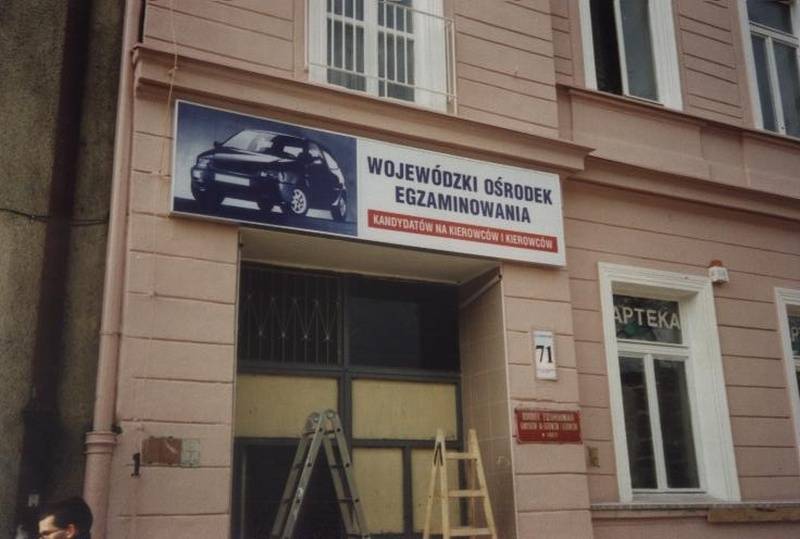 WOJEWÓDZKI OŚRODEK
EGZAMINOWANIA
KANDYDATÓW NA KIEROWCÓW I KIEROWCÓW
APTEKA
71